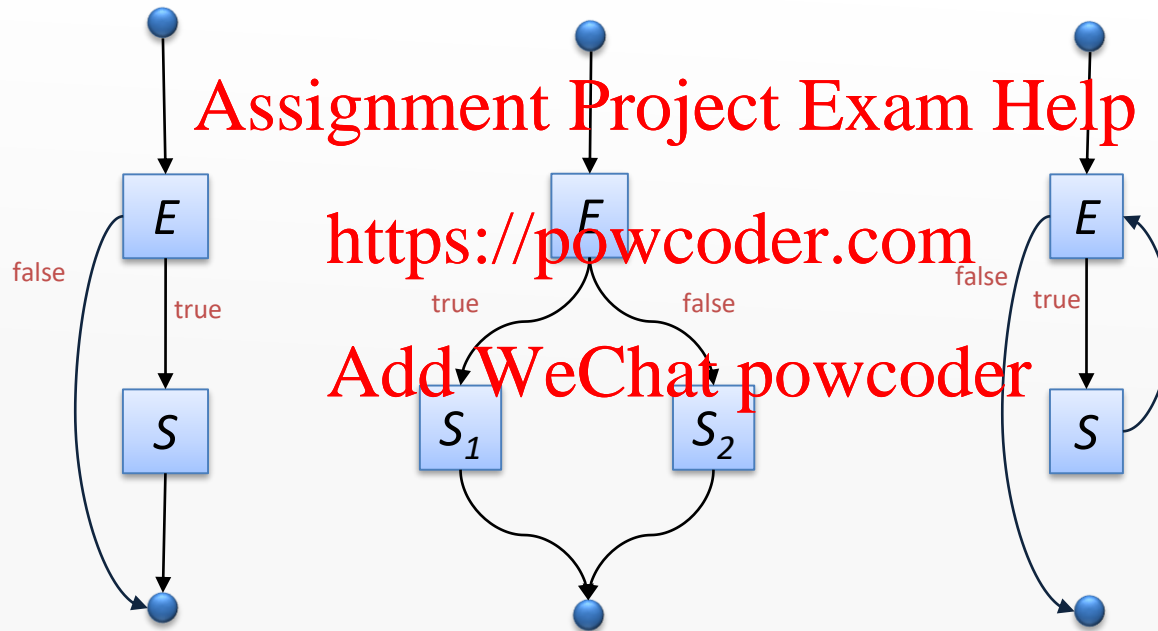 Assignment Project Exam Help
E
E
E
https://powcoder.com
false
false
true
true
false
true
Add WeChat powcoder
S
S1
S2
S